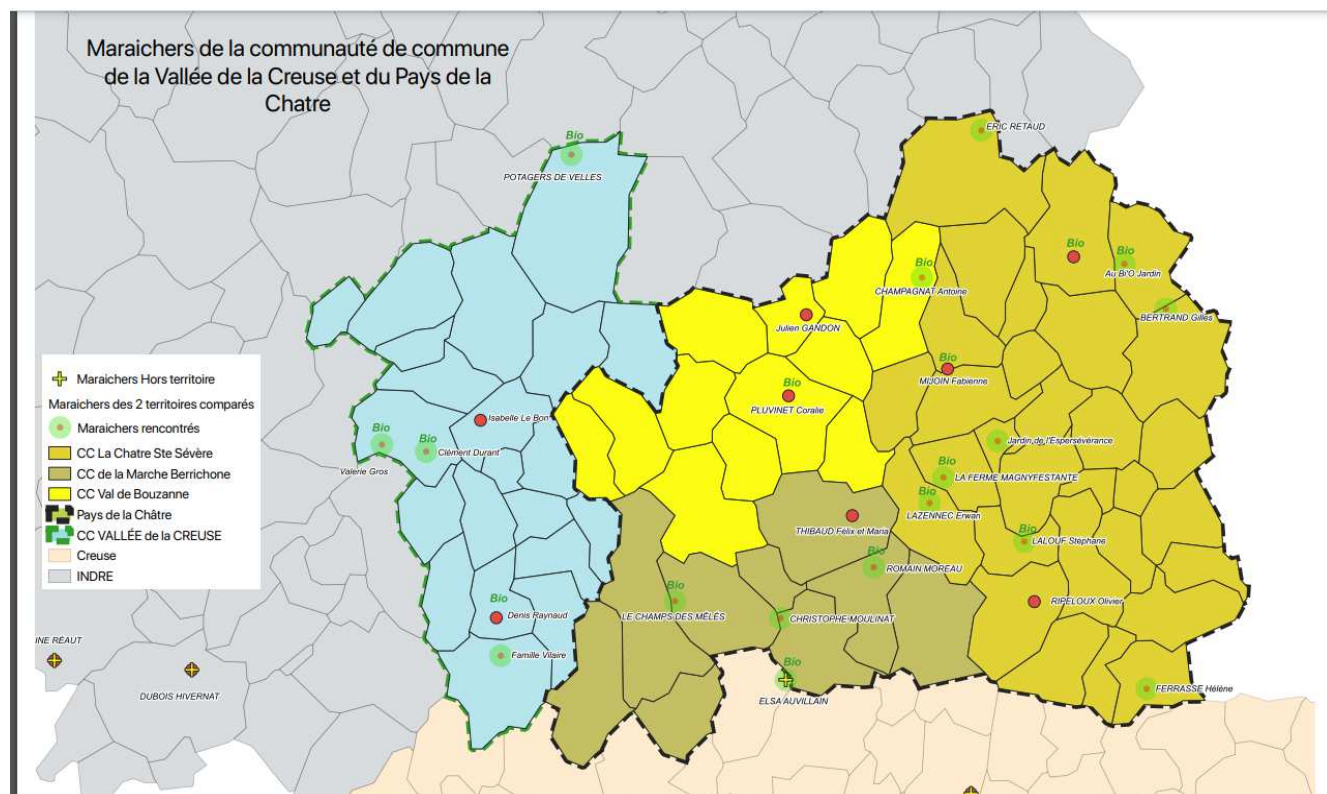 Maraichers de la communauté de commune
de la Vallée de la Creuse et du Pays de la
Chatre
ERIC RETAUD
Bio
POTAGERS DE VELLES
Bio
Bio
Au BI'O Jardin
Bio
CHAMPAGNAT Antoine
BERTRAND Gilles
Julien GANDON
Bio
MIJOIN Fabienne
Bio
PLUVINET Coralie
Maraichers Hors territoire
Maraichers des 2 territoires comparés
Maraichers rencontrés
CC La Chatre Ste Sévère
CC de la Marche Berrichone
CC Val de Bouzanne
Pays de la Châtre
CC VALLÉE de la CREUSE
Creuse
INDRE
Isabelle Le Bon
Bio
Valerie Gros
Bio
Clément Durant
Jardin de l'Espersévérance
Bio
LA FERME MAGNYFESTANTE
Bio
LAZENNEC Erwan
THIBAUD Félix et Maria
Bio
LALOUF Stéphane
Bio
ROMAIN MOREAU
Bio
LE CHAMPS DES MÊLÉS
Bio
CHRISTOPHE MOULINAT
RIPELOUX Olivier
Bio
Denis Raynaud
Famille Vilaire
Bio
ELSA AUVILLAIN
FERRASSE Hélène
NE RÉAUT
DUBOIS HIVERNAT